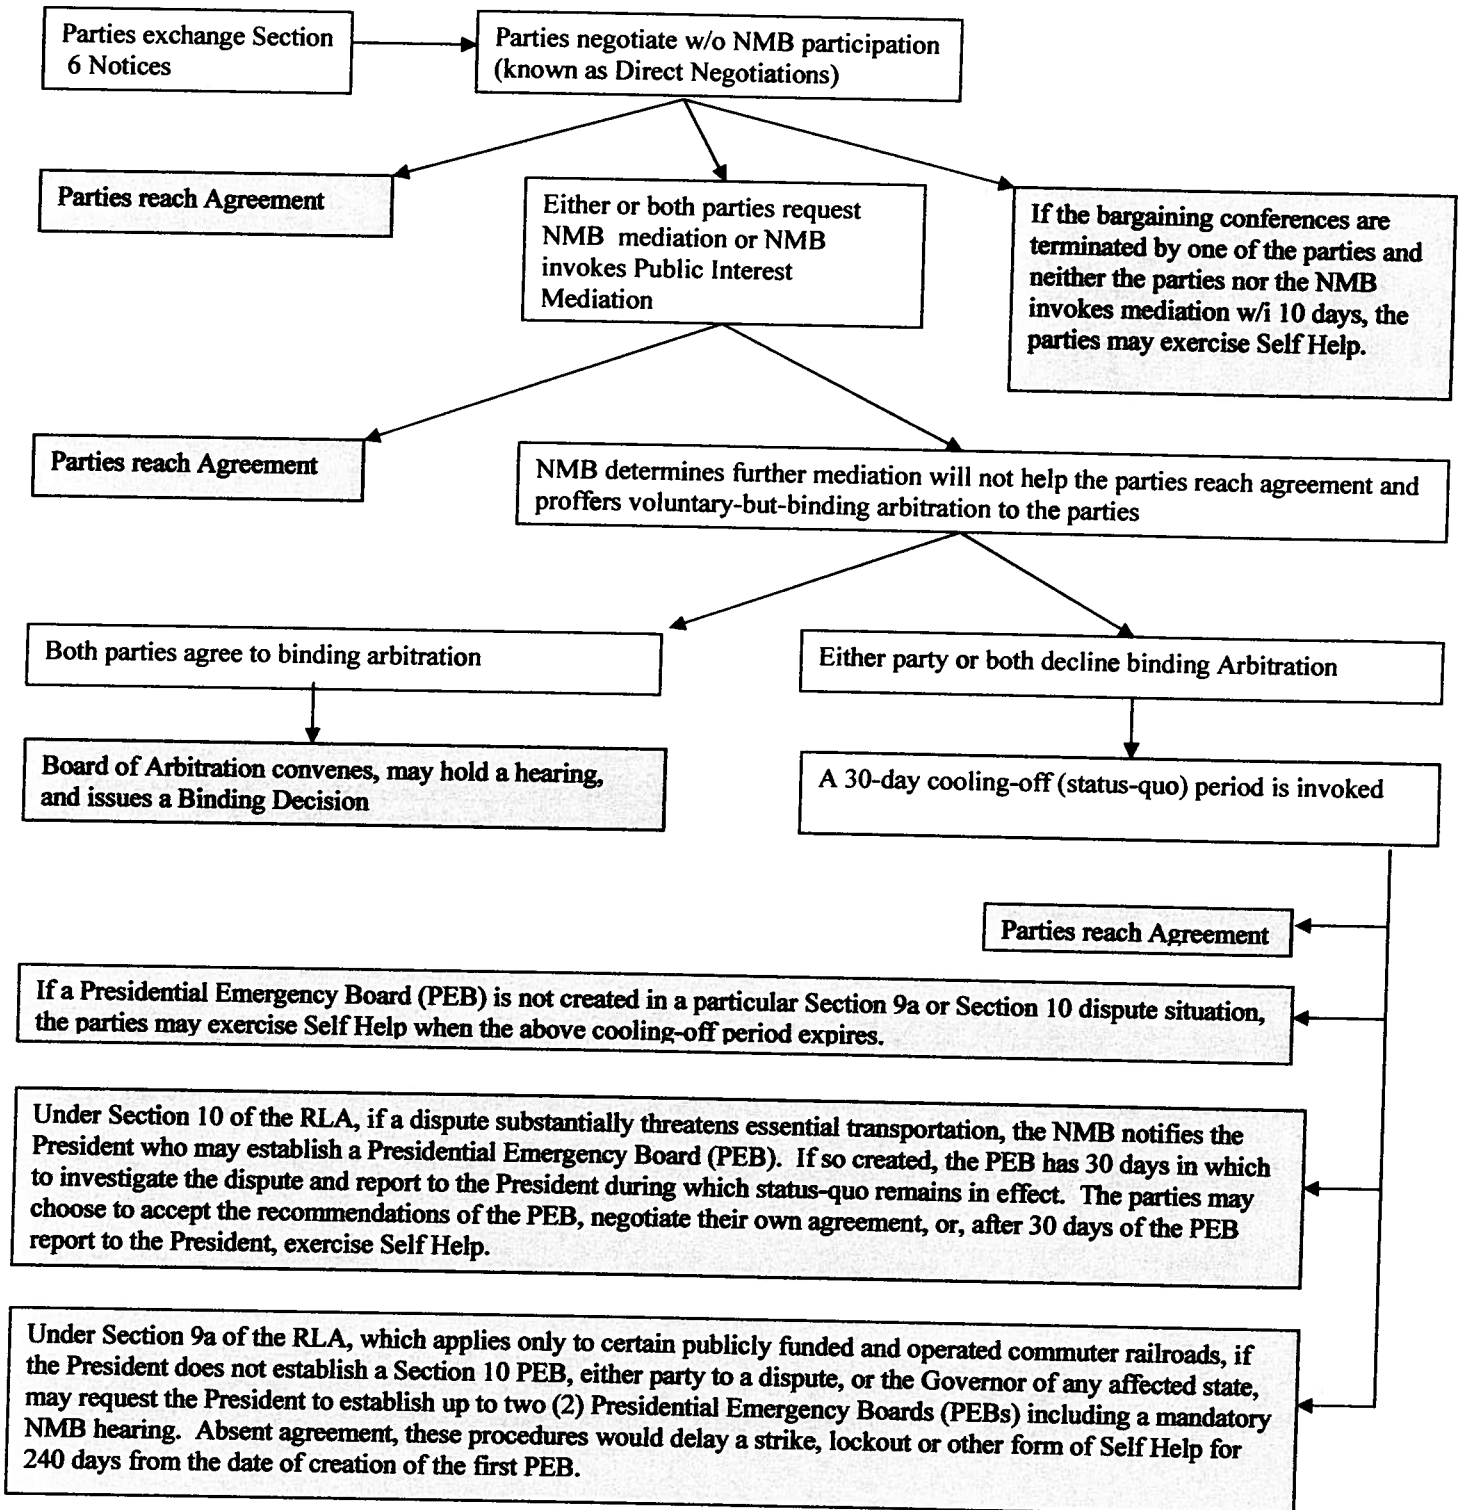 Parties exchange Section
6 Notices
Parties negotiate w/o NMB participation
(known as Direct Negotiations)
Parties reach Agreement
Either or both parties request
NMB mediation or NMB
invokes Public Interest
Mediation
If the bargaining conferences are
terminated by one of the parties and
neither the parties nor the NMB
invokes mediation w/i 10 days, the
parties may exercise Self Help.
Parties reach Agreement
NMB determines further mediation will not help the parties reach agreement and
proffers voluntary-but-binding arbitration to the parties
Both parties agree to binding arbitration
Either party or both decline binding Arbitration
Board of Arbitration convenes, may hold a hearing,
and issues a Binding Decision
A 30-day cooling-off (status-quo) period is invoked
Parties reach Agreement
If a Presidential Emergency Board (PEB) is not created in a particular Section 9a or Section 10 dispute situation,
the parties may exercise Self Help when the above cooling-off period expires.
Under Section 10 of the RLA, if a dispute substantially threatens essential transportation, the NMB notifies the
President who may establish a Presidential Emergency Board (PEB). If so created, the PEB has 30 days in which
to investigate the dispute and report to the President during which status-quo remains in effect. The parties may
choose to accept the recommendations of the PEB, negotiate their own agreement, or, after 30 days of the PEB
report to the President, exercise Self Help.
Under Section 9a of the RLA, which applies only to certain publicly funded and operated commuter railroads, if
the President does not establish a Section 10 PEB, either party to a dispute, or the Governor of any affected state,
may request the President to establish up to two (2) Presidential Emergency Boards (PEBs) including a mandatory
NMB hearing. Absent agreement, these procedures would delay a strike, lockout or other form of Self Help for
240 days from the date of creation of the first PEB.